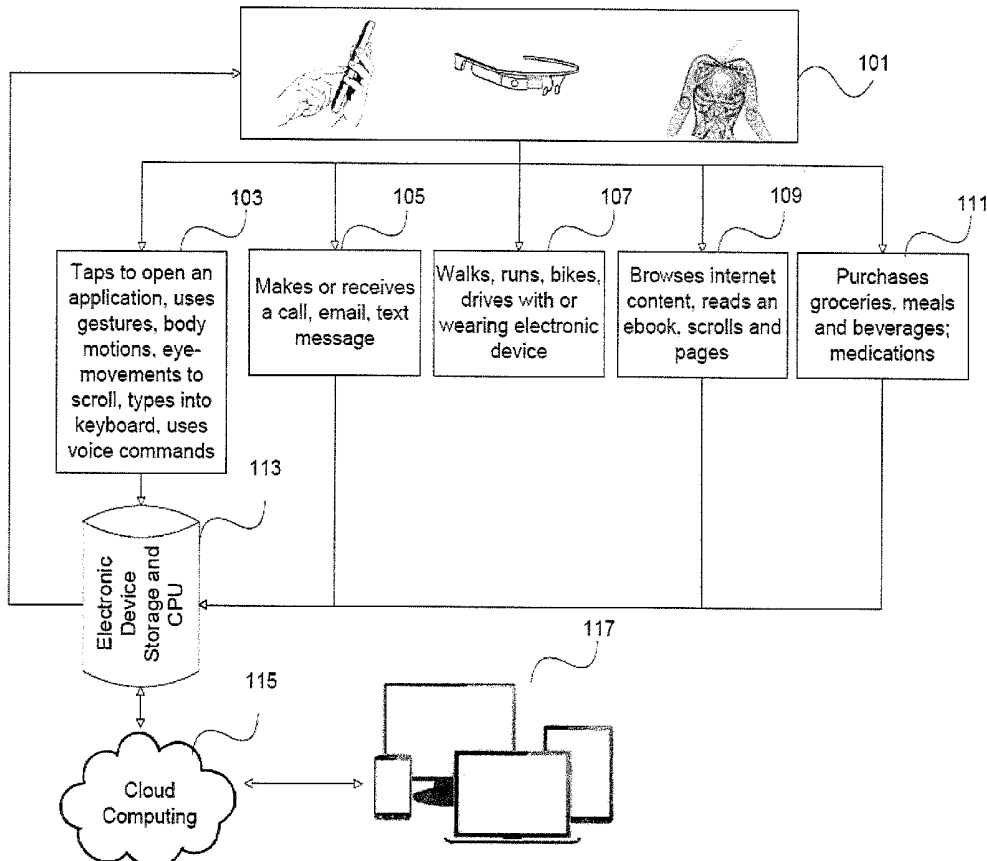 101
103
105
107
109
111
Taps to open an
application, uses
gestures, body
motions, eye-
movements to
scroll, types into
keyboard, uses
voice commands
Makes or receives
a call, email, text
message
Walks, runs, bikes,
drives with or
wearing electronic
device
Browses internet
content, reads an
ebook, scrolls and
pages
Purchases
groceries, meals
and beverages;
medications
113
Electronic
Device
Storage and
CPU
117
115
Cloud
Computing